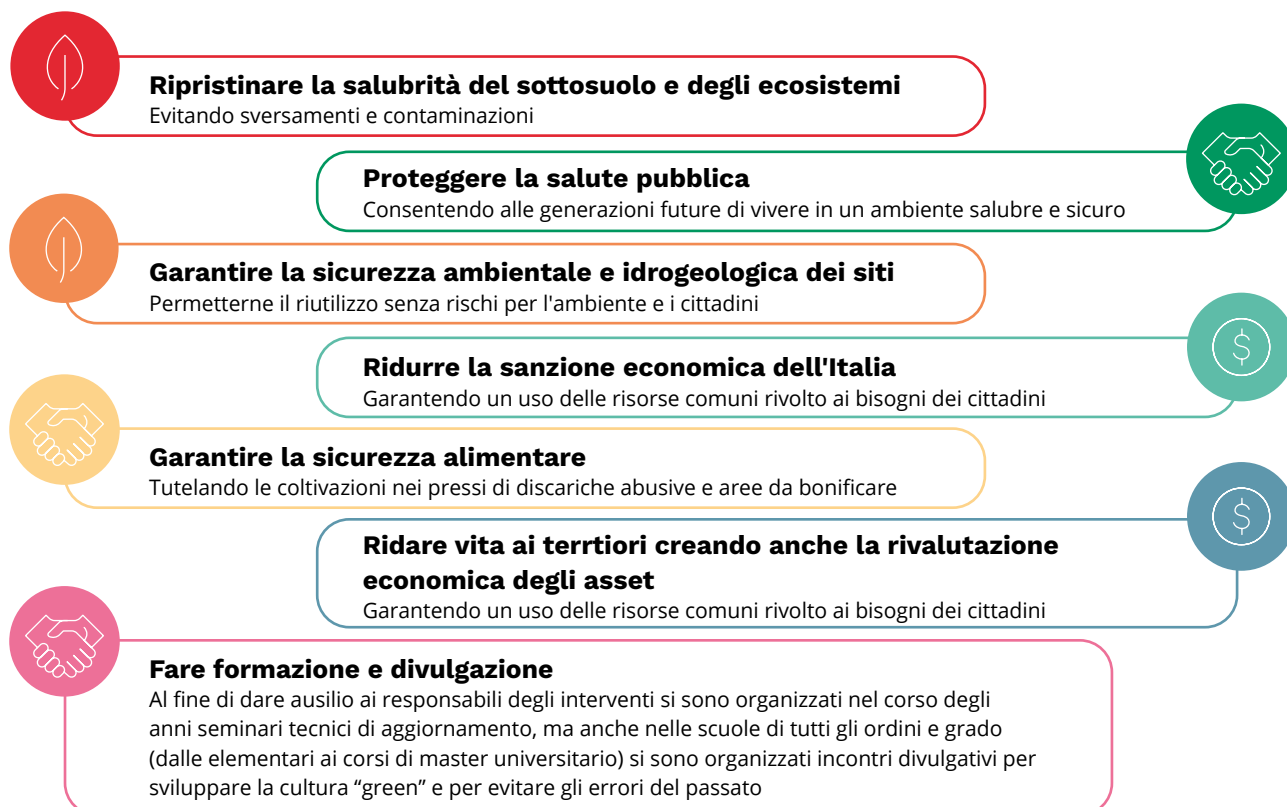 Ripristinare la salubrità del sottosuolo e degli ecosistemi
Evitando sversamenti e contaminazioni
Proteggere la salute pubblica
Consentendo alle generazioni future di vivere in un ambiente salubre e sicuro
Garantire la sicurezza ambientale e idrogeologica dei siti
Permetterne il riutilizzo senza rischi per l'ambiente e i cittadini
Ridurre la sanzione economica dell'Italia
Garantendo un uso delle risorse comuni rivolto ai bisogni dei cittadini
Garantire la sicurezza alimentare
Tutelando le coltivazioni nei pressi di discariche abusive e aree da bonificare
Ridare vita ai terrtiori creando anche la rivalutazione
economica degli asset
Garantendo un uso delle risorse comuni rivolto ai bisogni dei cittadini
Fare formazione e divulgazione
Al fine di dare ausilio ai responsabili degli interventi si sono organizzati nel corso degli
anni seminari tecnici di aggiornamento, ma anche nelle scuole di tutti gli ordini e grado
(dalle elementari ai corsi di master universitario) si sono organizzati incontri divulgativi per
sviluppare la cultura “green” e per evitare gli errori del passato